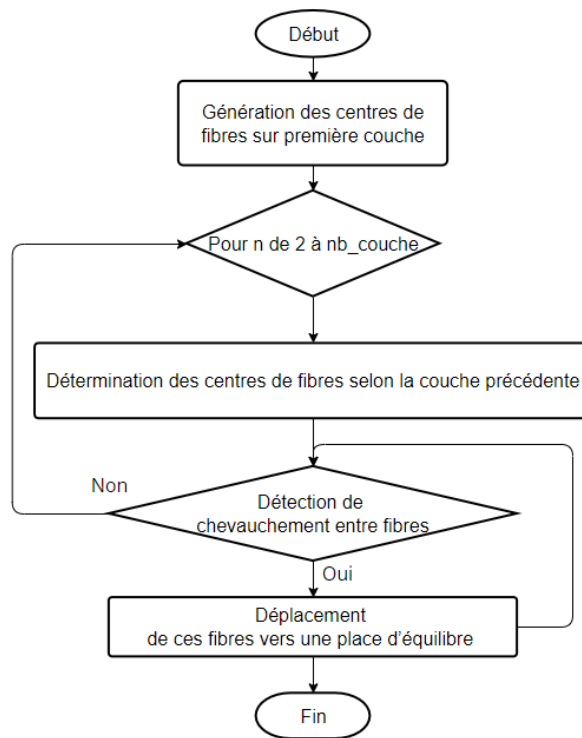 Début
Génération des centres de
fibres sur première couche
Pour n de 2 à nb_couche
Détermination des centres de fibres selon la couche précédente
Non
Détection de
chevauchement entre fibres
Oui
Déplacement
de ces fibres vers une place d'équilibre
Fin